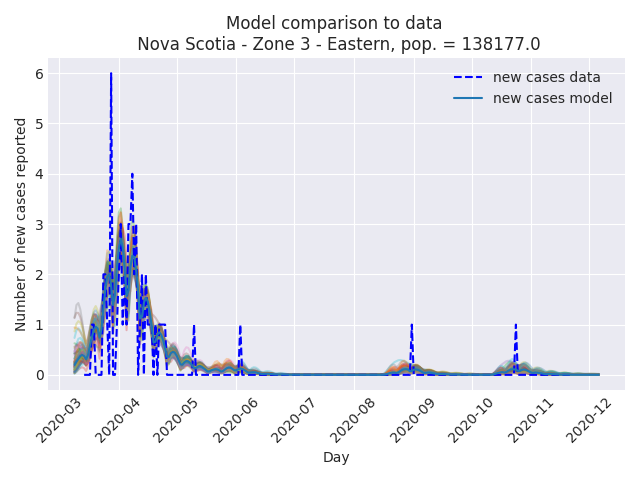 Model comparison to data
Nova Scotia - Zone 3 - Eastern, pop. = 138177.0
new cases data
new cases model
Number of new cases reported
6
5
4
3
2
1
0
2020-03
2020-04
2020-05
2020-06
2020-07
2020-08
2020-09
2020-10
2020-11
2020-12
Day